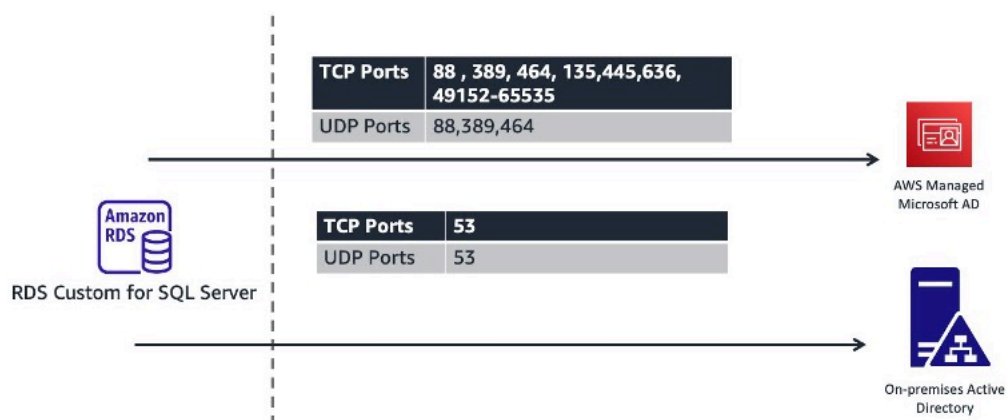 TCP Ports 88 , 389, 464, 135,445,636,
49152-65535
UDP Ports 88,389,464
AWS Managed
Microsoft AD
Amazon
RDS
RDS Custom for SQL Server
TCP Ports 53
UDP Ports 53
On-premises Active
Directory